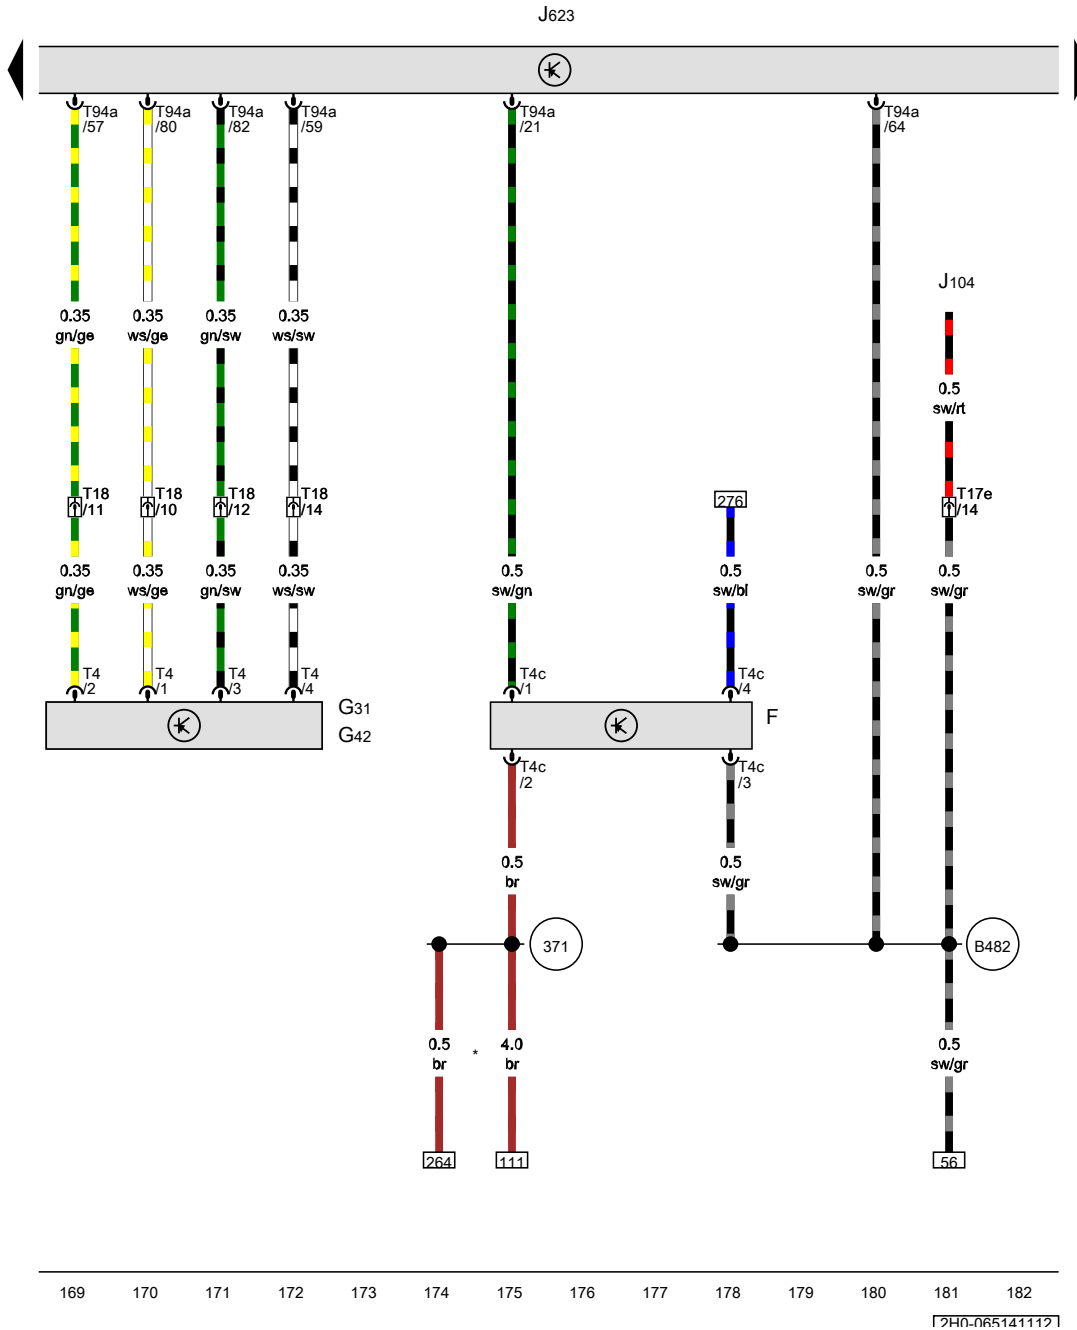 J623
T94a T94a T94a T94a T94a T94a
/57 /80 /82 /59 /21 /64
J104
0.35 0.35 0.35 0.35
gn/ge ws/ge gn/sw ws/sw
0.5
sw/rt
T18 T18 T18 T18 276 T17e
/11 /10 /12 /14 /14
0.35 0.35 0.35 0.35 0.5 0.5 0.5 0.5
gn/ge ws/ge gn/sw ws/sw sw/gn sw/bl sw/gr sw/gr
T4 T4 T4 T4 T4c T4c
/2 /1 /3 /4 /1 /4
G31
G42
F
T4c T4c
/2 /3
0.5 0.5
br sw/gr
371 B482
0.5 * 4.0 0.5
br br sw/gr
264 111 56
169 170 171 172 173 174 175 176 177 178 179 180 181 182
2H0-065141112